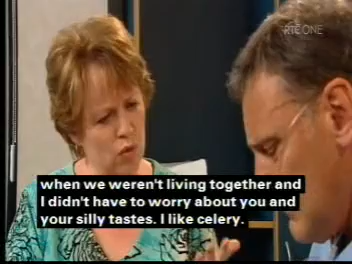 RTÉ ONE
when we weren't living together and
I didn't have to worry about you and
your silly tastes. I like celery.